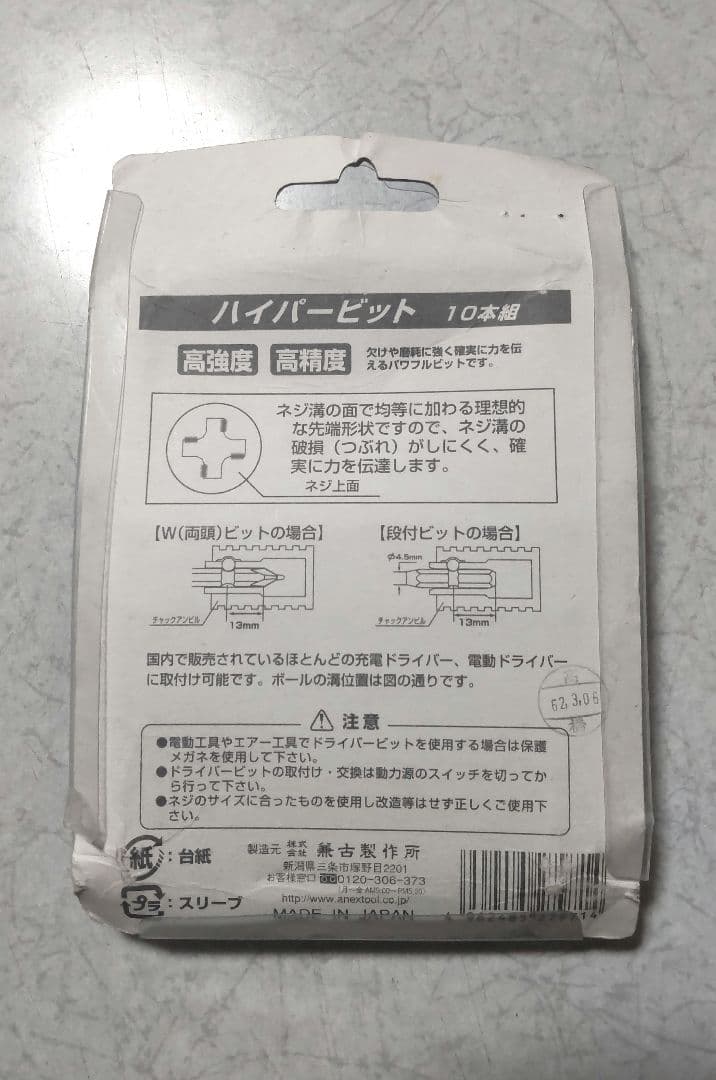 ハイパービット 10本組
高強度 高精度 欠けや磨耗に強く確実に力を伝
えるパワフルビットです。
ネジ溝の面で均等に加わる理想的
な先端形状ですので、ネジ溝の
破損(つぶれ)がしにくく、確
実に力を伝達します。
ネジ上面
【W(両頭)ビットの場合】
チャックアンビル
13mm
【段付ビットの場合】
φ4.5mm
チャックアンビル
13mm
国内で販売されているほとんどの充電ドライバー、電動ドライバー
に取付け可能です。ボールの溝位置は図の通りです。
62.3.06
注意
●電動工具やエアー工具でドライバービットを使用する場合は保護
メガネを使用して下さい。
●ドライバービットの取付け・交換は動力源のスイッチを切ってか
ら行って下さい。
●ネジのサイズに合ったものを使用し改造等はせず正しくご使用下
さい。
紙:台紙
プラ:スリーブ
製造元 株式会社 兼古製作所
新潟県三条市塚野目2201
お客様窓口 0120-306-373
http://www.anextool.co.jp/
MADE IN JAPAN